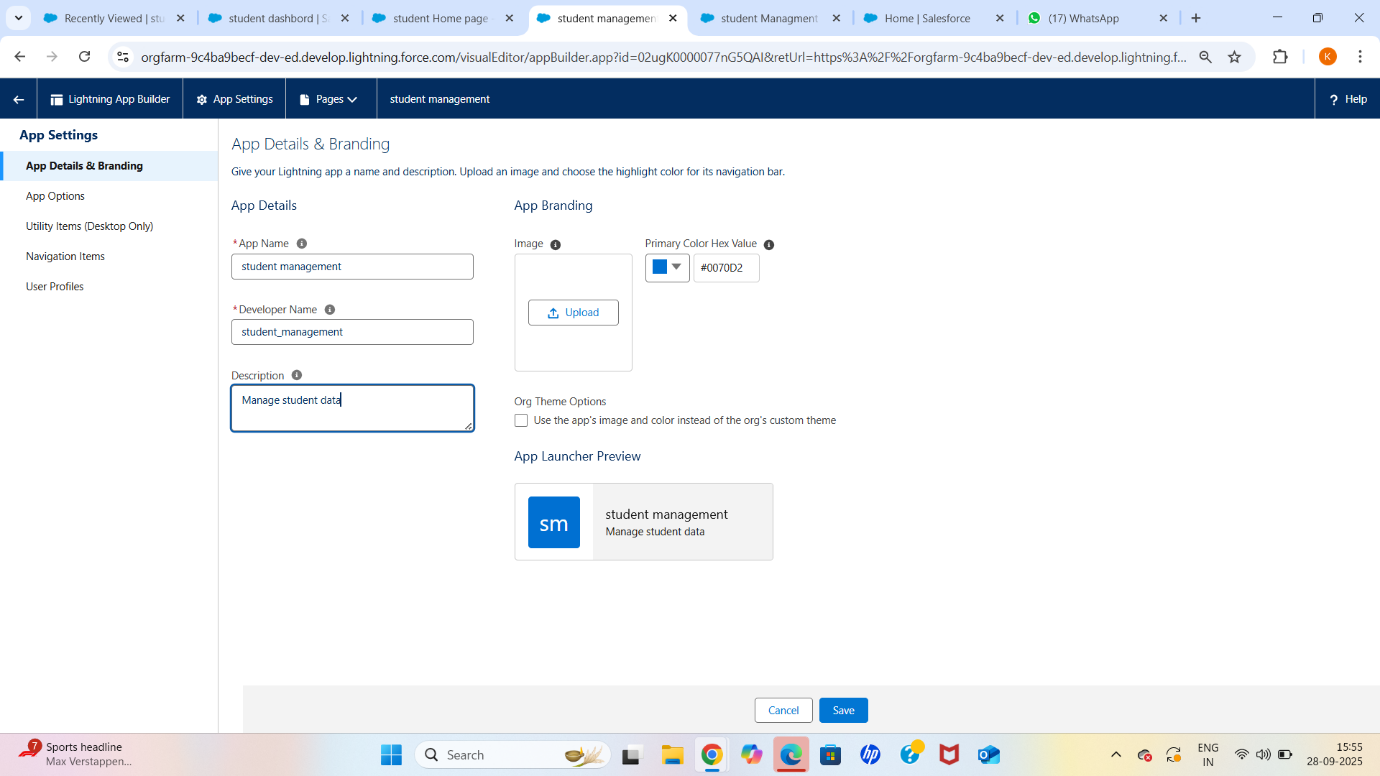 Recently Viewed | stu
student dashbord | S
student Home page -
student managemen
student Managment
Home | Salesforce
(17) WhatsApp
orgfarm-9c4ba9becf-dev-ed.develop.lightning.force.com/visualEditor/appBuilder.app?id=02ugK0000077nG5QAI&retUrl=https%3A%2F%2Forgfarm-9c4ba9becf-dev-ed.develop.lightning.f...
K
Lightning App Builder
App Settings
Pages
student management
? Help
App Settings
App Details & Branding
App Options
Utility Items (Desktop Only)
Navigation Items
User Profiles
App Details & Branding
Give your Lightning app a name and description. Upload an image and choose the highlight color for its navigation bar.
App Details
*App Name
student management
*Developer Name
student_management
Description
Manage student data
App Branding
Image
Upload
Primary Color Hex Value
#0070D2
Org Theme Options
Use the app's image and color instead of the org's custom theme
App Launcher Preview
sm
student management
Manage student data
Cancel
Save
7
Sports headline
Max Verstappen...
Search
hp
ENG
IN
15:55
28-09-2025